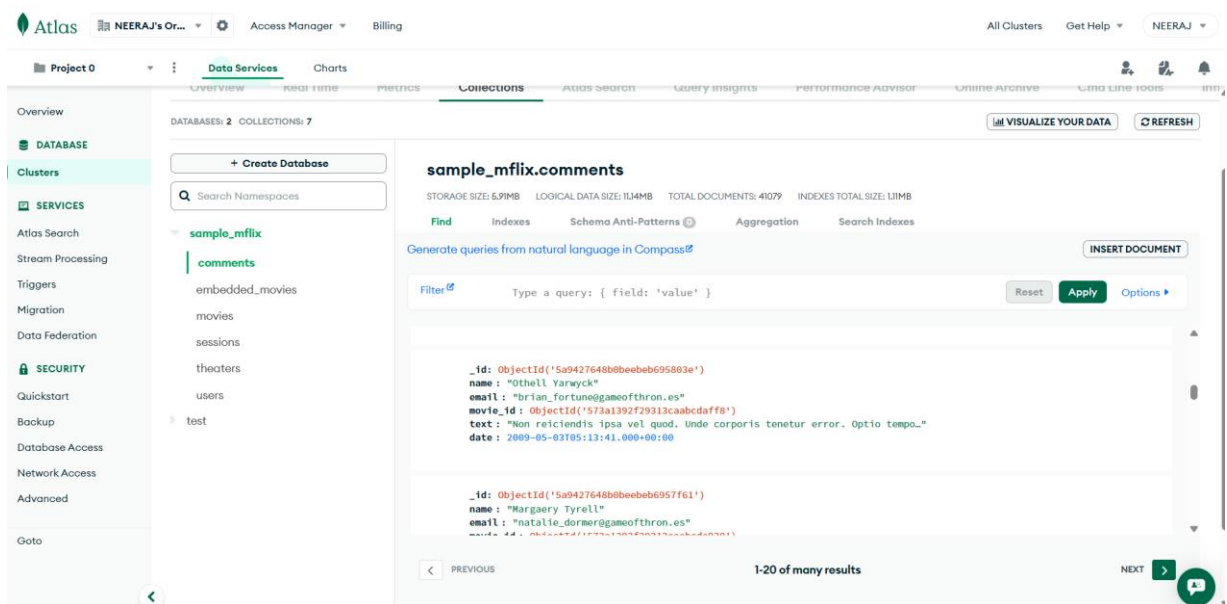 Atlas NEERAJ's Or... Access Manager Billing All Clusters Get Help NEERAJ
Project 0 Data Services Charts
Overview Real Time Metrics Collections Atlas Search Query Insights Performance Advisor Online Archive Cmd Line Tools
DATABASES: 2 COLLECTIONS: 7
VISUALIZE YOUR DATA REFRESH
Overview
DATABASE
Clusters
SERVICES
Atlas Search
Stream Processing
Triggers
Migration
Data Federation
SECURITY
Quickstart
Backup
Database Access
Network Access
Advanced
Goto
+ Create Database
Search Namespaces
sample_mflix
comments
embedded_movies
movies
sessions
theaters
users
test
sample_mflix.comments
STORAGE SIZE: 5.91MB LOGICAL DATA SIZE: 11.14MB TOTAL DOCUMENTS: 41079 INDEXES TOTAL SIZE: 1.11MB
Find Indexes Schema Anti-Patterns 0 Aggregation Search Indexes
Generate queries from natural language in Compass
INSERT DOCUMENT
Filter Type a query: { field: 'value' } Reset Apply Options
_id: ObjectId('5a9427648b0beebeb695803e')
name : "Othell Yarwyck"
email : "brian_fortune@gameofthron.es"
movie_id : ObjectId('573a1392f29313caabcdaff8')
text : "Non reiciendis ipsa vel quod. Unde corporis tenetur error. Optio tempo…"
date : 2009-05-03T05:13:41.000+00:00
_id: ObjectId('5a9427648b0beebeb6957f61')
name : "Margaery Tyrell"
email : "natalie_dormer@gameofthron.es"
PREVIOUS 1-20 of many results NEXT